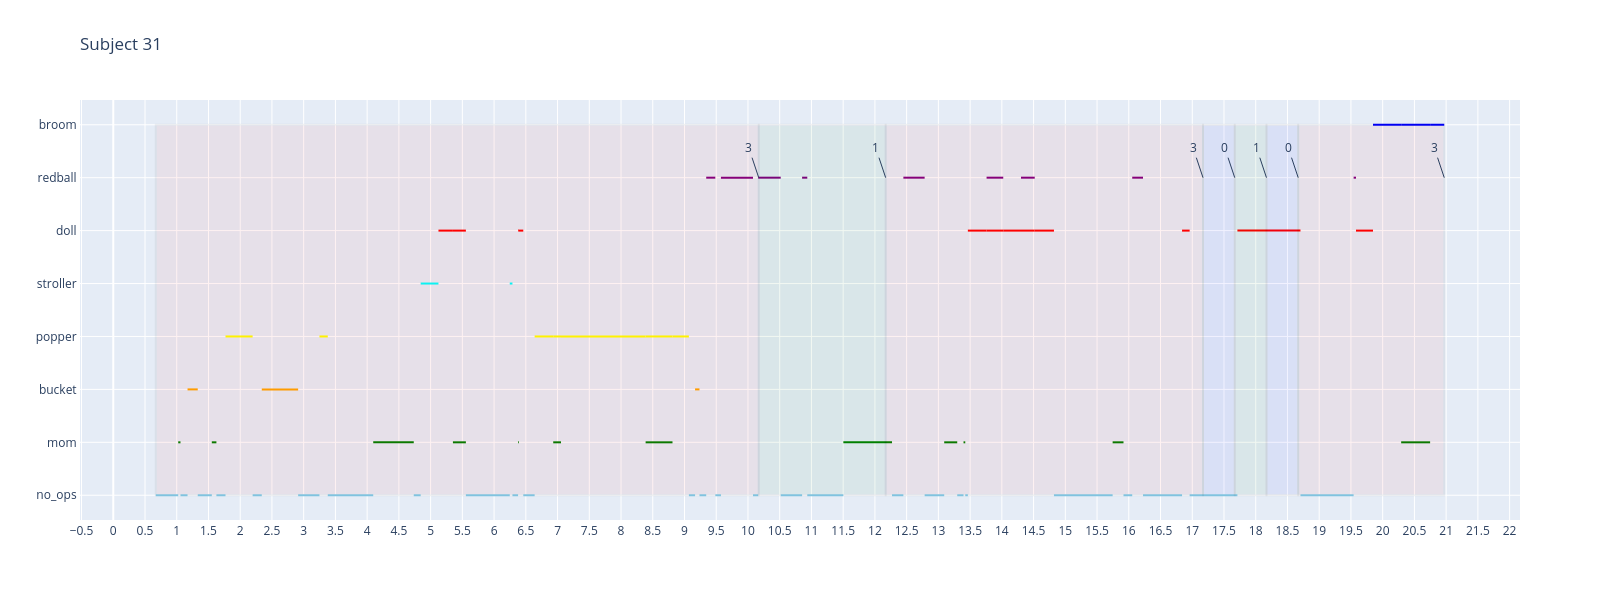 Subject 31
broom
3 1 3 0 1 0 3
redball
doll
stroller
popper
bucket
mom
no_ops
−0.5 0 0.5 1 1.5 2 2.5 3 3.5 4 4.5 5 5.5 6 6.5 7 7.5 8 8.5 9 9.5 10 10.5 11 11.5 12 12.5 13 13.5 14 14.5 15 15.5 16 16.5 17 17.5 18 18.5 19 19.5 20 20.5 21 21.5 22